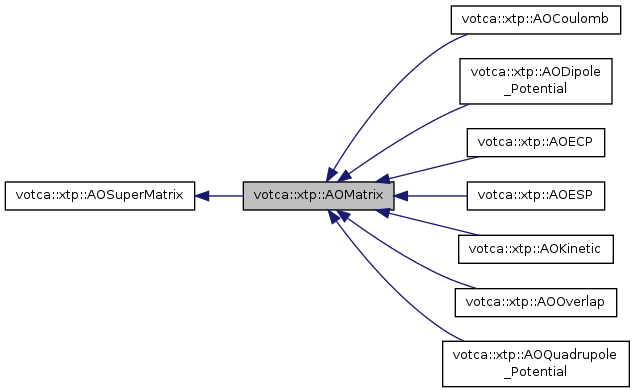 votca::xtp::AOSuperMatrix
votca::xtp::AOMatrix
votca::xtp::AOCoulomb
votca::xtp::AODipole
_Potential
votca::xtp::AOECP
votca::xtp::AOESP
votca::xtp::AOKinetic
votca::xtp::AOOverlap
votca::xtp::AOQuadrupole
_Potential